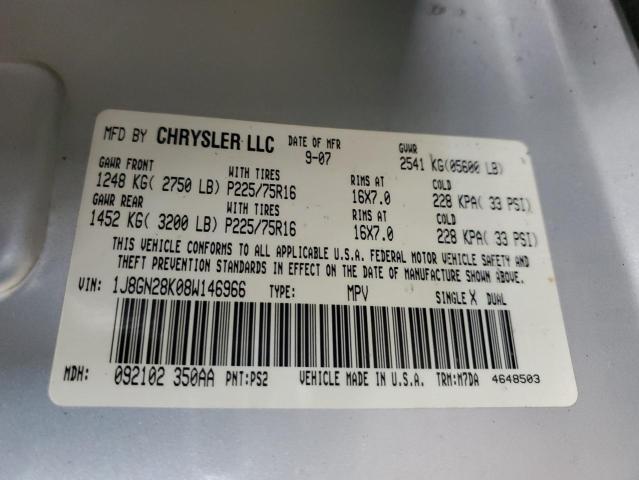 MFD BY CHRYSLER LLC DATE OF MFR GVWR
9-07 2541 KG(05600 LB)
GAWR FRONT WITH TIRES RIMS AT COLD
1248 KG( 2750 LB) P225/75R16 16X7.0 228 KPA( 33 PSI)
GAWR REAR WITH TIRES RIMS AT COLD
1452 KG( 3200 LB) P225/75R16 16X7.0 228 KPA( 33 PSI)
THIS VEHICLE CONFORMS TO ALL APPLICABLE U.S.A. FEDERAL MOTOR VEHICLE SAFETY AND
THEFT PREVENTION STANDARDS IN EFFECT ON THE DATE OF MANUFACTURE SHOWN ABOVE.
VIN: 1J8GN28K08W146966 TYPE: MPV SINGLE X DUAL
MDH: 092102 350AA PNT:PS2 VEHICLE MADE IN U.S.A. TRM:M7DA 4648503